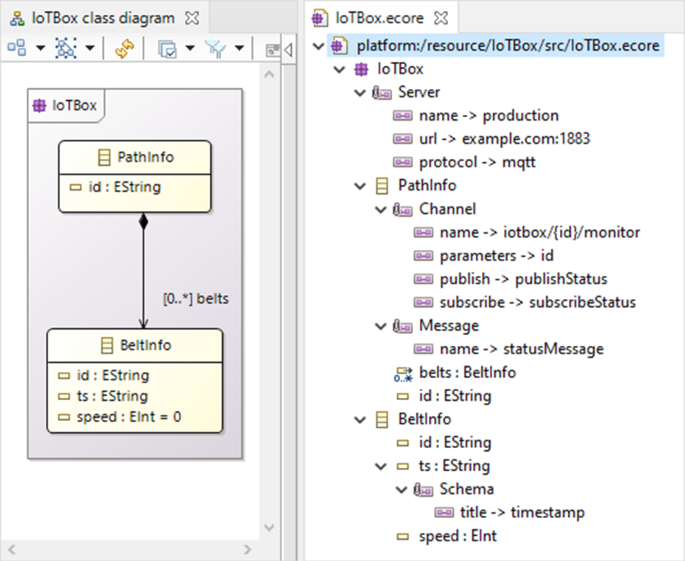 IoTBox class diagram
IoTBox
PathInfo
id : EString
[0..*] belts
BeltInfo
id : EString
ts : EString
speed : EInt = 0
IoTBox.ecore
platform:/resource/IoTBox/src/IoTBox.ecore
IoTBox
Server
name -> production
url -> example.com:1883
protocol -> mqtt
PathInfo
Channel
name -> iotbox/{id}/monitor
parameters -> id
publish -> publishStatus
subscribe -> subscribeStatus
Message
name -> statusMessage
0..* belts : BeltInfo
id : EString
BeltInfo
id : EString
ts : EString
Schema
title -> timestamp
speed : EInt